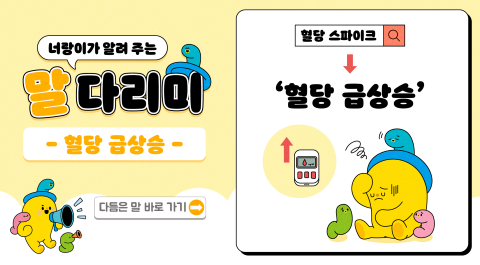 너랑이가 알려 주는
말 다리미
- 혈당 급상승 -
다듬은 말 바로 가기
혈당 스파이크
‘혈당 급상승’